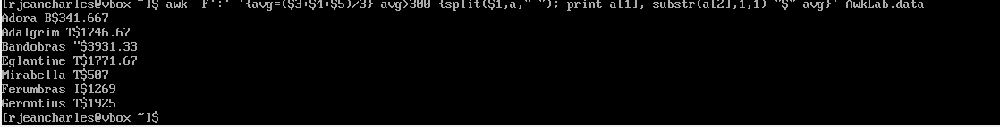 [rjeancharles@vbox ~]$ awk -F':' '{avg=($3+$4+$5)/3} avg>300 {split($1,a," "); print a[1], substr(a[2],1,1) "$" avg}' AwkLab.data
Adora B$341.667
Adalgrim T$1746.67
Bandobras "$3931.33
Eglantine T$1771.67
Mirabella T$507
Ferumbras I$1269
Gerontius T$1925
[rjeancharles@vbox ~]$